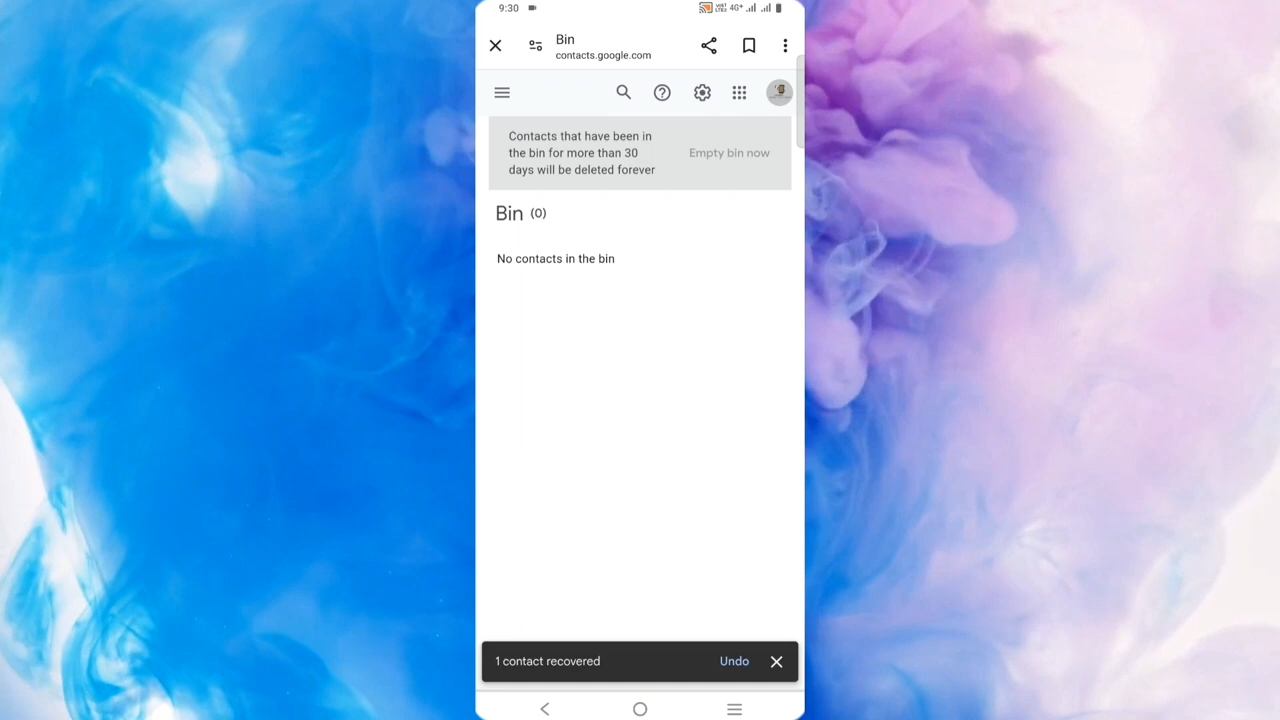 9:30
4G+
Bin
contacts.google.com
Contacts that have been in
the bin for more than 30
days will be deleted forever
Empty bin now
Bin (0)
No contacts in the bin
1 contact recovered
Undo